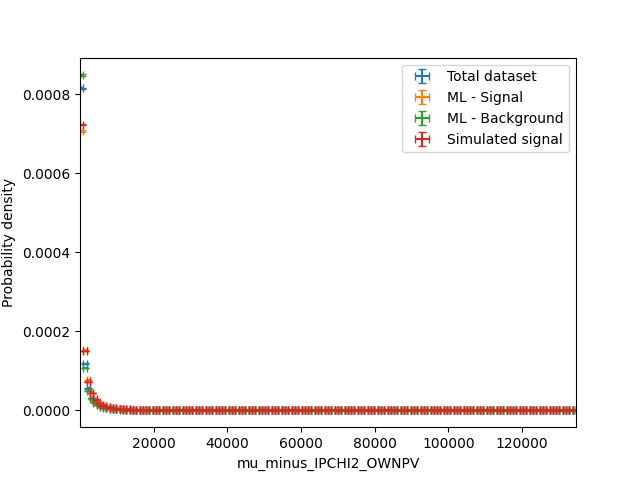 Total dataset
ML - Signal
ML - Background
Simulated signal
Probability density
0.0008
0.0006
0.0004
0.0002
0.0000
20000 40000 60000 80000 100000 120000
mu_minus_IPCHI2_OWNPV